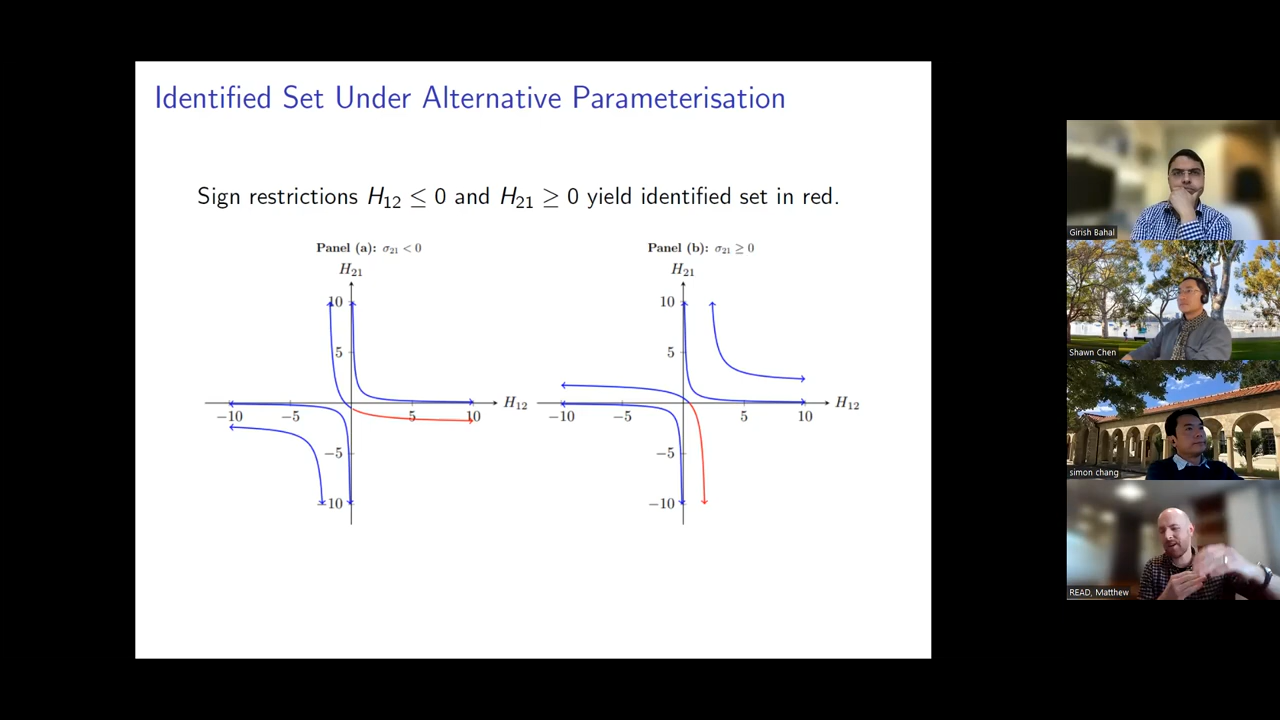 Identified Set Under Alternative Parameterisation
Sign restrictions H₁₂ ≤ 0 and H₂₁ ≥ 0 yield identified set in red.
Panel (a): σ₂₁ < 0
H₂₁
10
5
H₁₂
−10
−5
5
10
−5
−10
Panel (b): σ₂₁ ≥ 0
H₂₁
10
5
H₁₂
−10
−5
5
10
−5
−10
Girish Bahal
Shawn Chen
simon chang
READ, Matthew